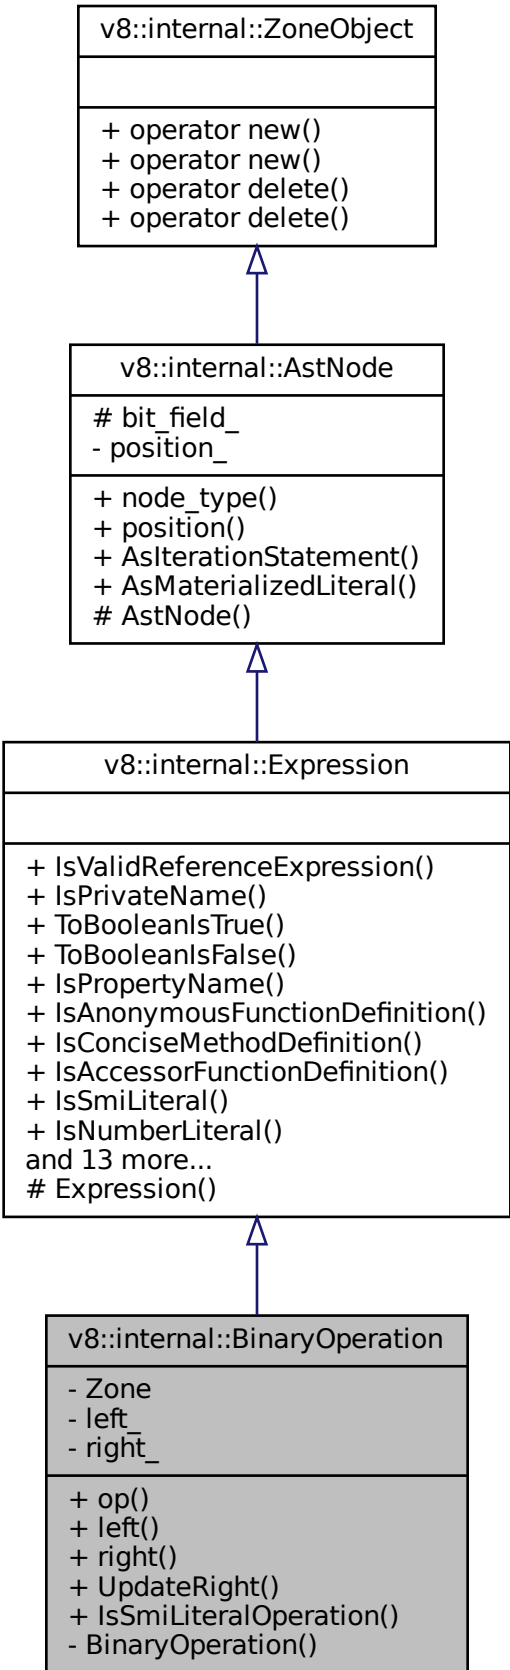 v8::internal::ZoneObject
+ operator new()
+ operator new()
+ operator delete()
+ operator delete()
v8::internal::AstNode
# bit_field_
- position_
+ node_type()
+ position()
+ AsIterationStatement()
+ AsMaterializedLiteral()
# AstNode()
v8::internal::Expression
+ IsValidReferenceExpression()
+ IsPrivateName()
+ ToBooleanIsTrue()
+ ToBooleanIsFalse()
+ IsPropertyName()
+ IsAnonymousFunctionDefinition()
+ IsConciseMethodDefinition()
+ IsAccessorFunctionDefinition()
+ IsSmiLiteral()
+ IsNumberLiteral()
and 13 more...
# Expression()
v8::internal::BinaryOperation
- Zone
- left_
- right_
+ op()
+ left()
+ right()
+ UpdateRight()
+ IsSmiLiteralOperation()
- BinaryOperation()